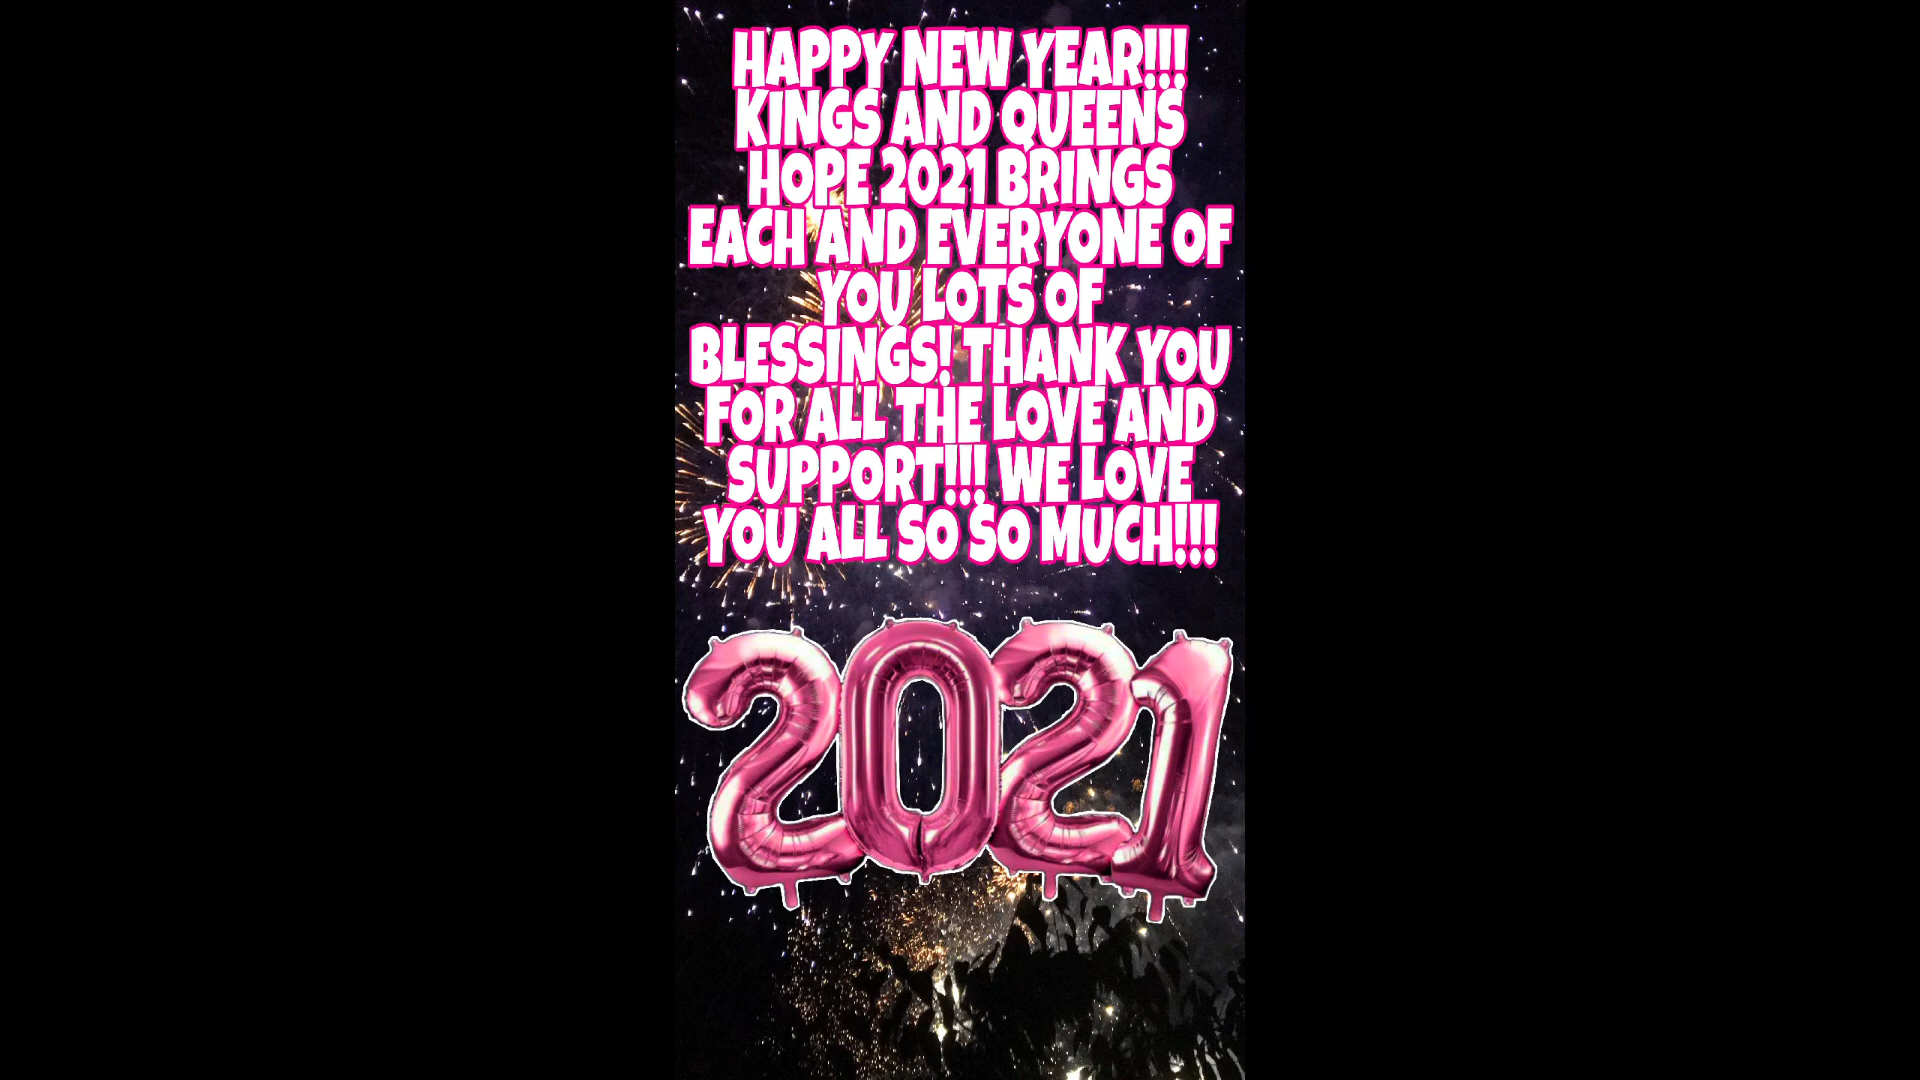 HAPPY NEW YEAR!!!
KINGS AND QUEENS
HOPE 2021 BRINGS
EACH AND EVERYONE OF
YOU LOTS OF
BLESSINGS! THANK YOU
FOR ALL THE LOVE AND
SUPPORT!!! WE LOVE
YOU ALL SO SO MUCH!!!
2021